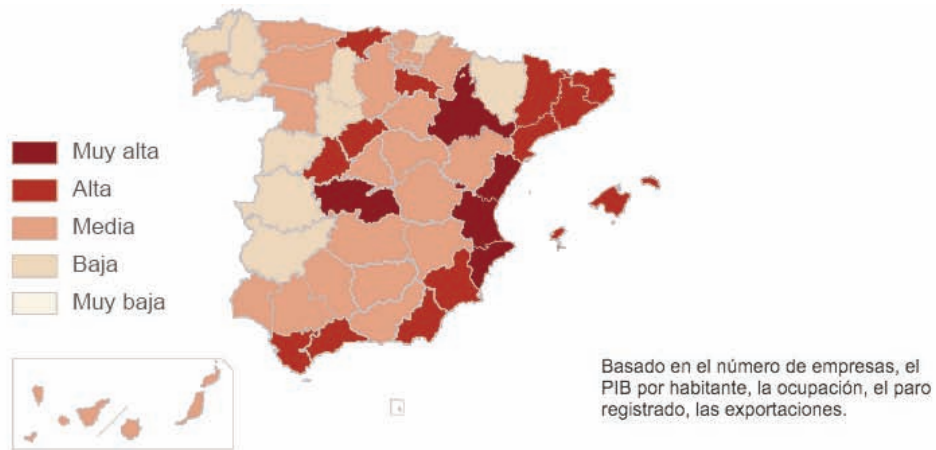 Muy alta
Alta
Media
Baja
Muy baja
Basado en el número de empresas, el
PIB por habitante, la ocupación, el paro
registrado, las exportaciones.